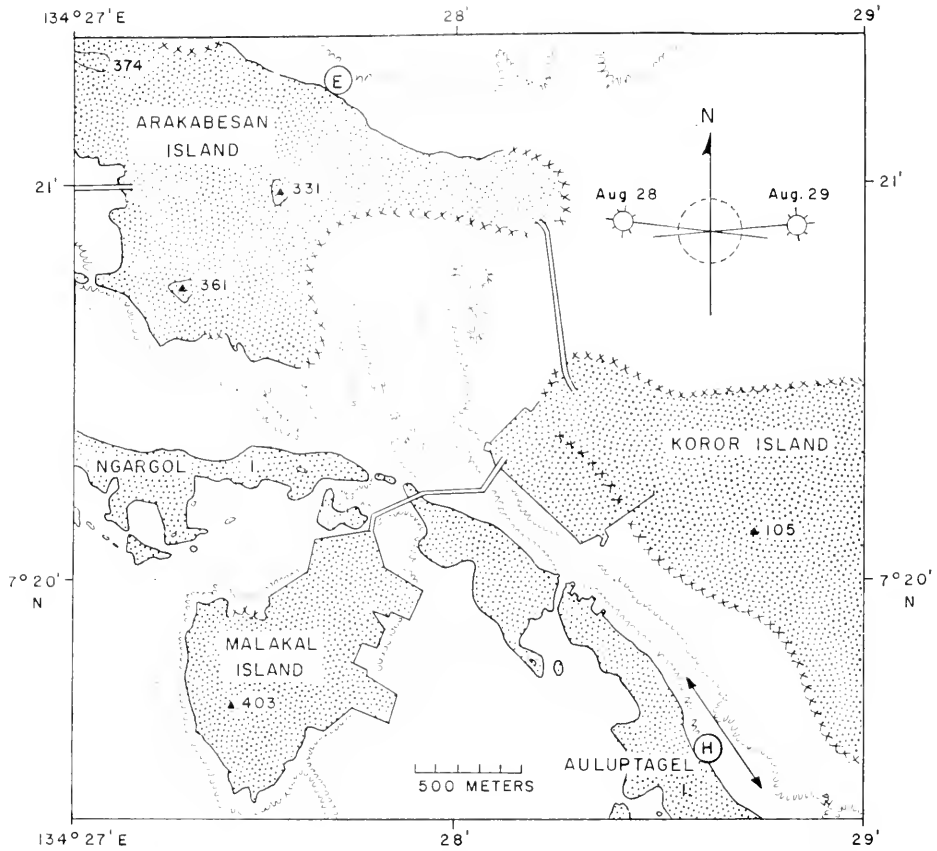 134° 27' E
28'
29'
374
E
ARAKABESAN
ISLAND
N
21'
331
Aug. 28
Aug. 29
21'
361
KOROR ISLAND
NGARGOL I.
105
7° 20'
N
7° 20'
N
MALAKAL
ISLAND
403
H
AULUPTAGEL
I.
500 METERS
134° 27' E
28'
29'